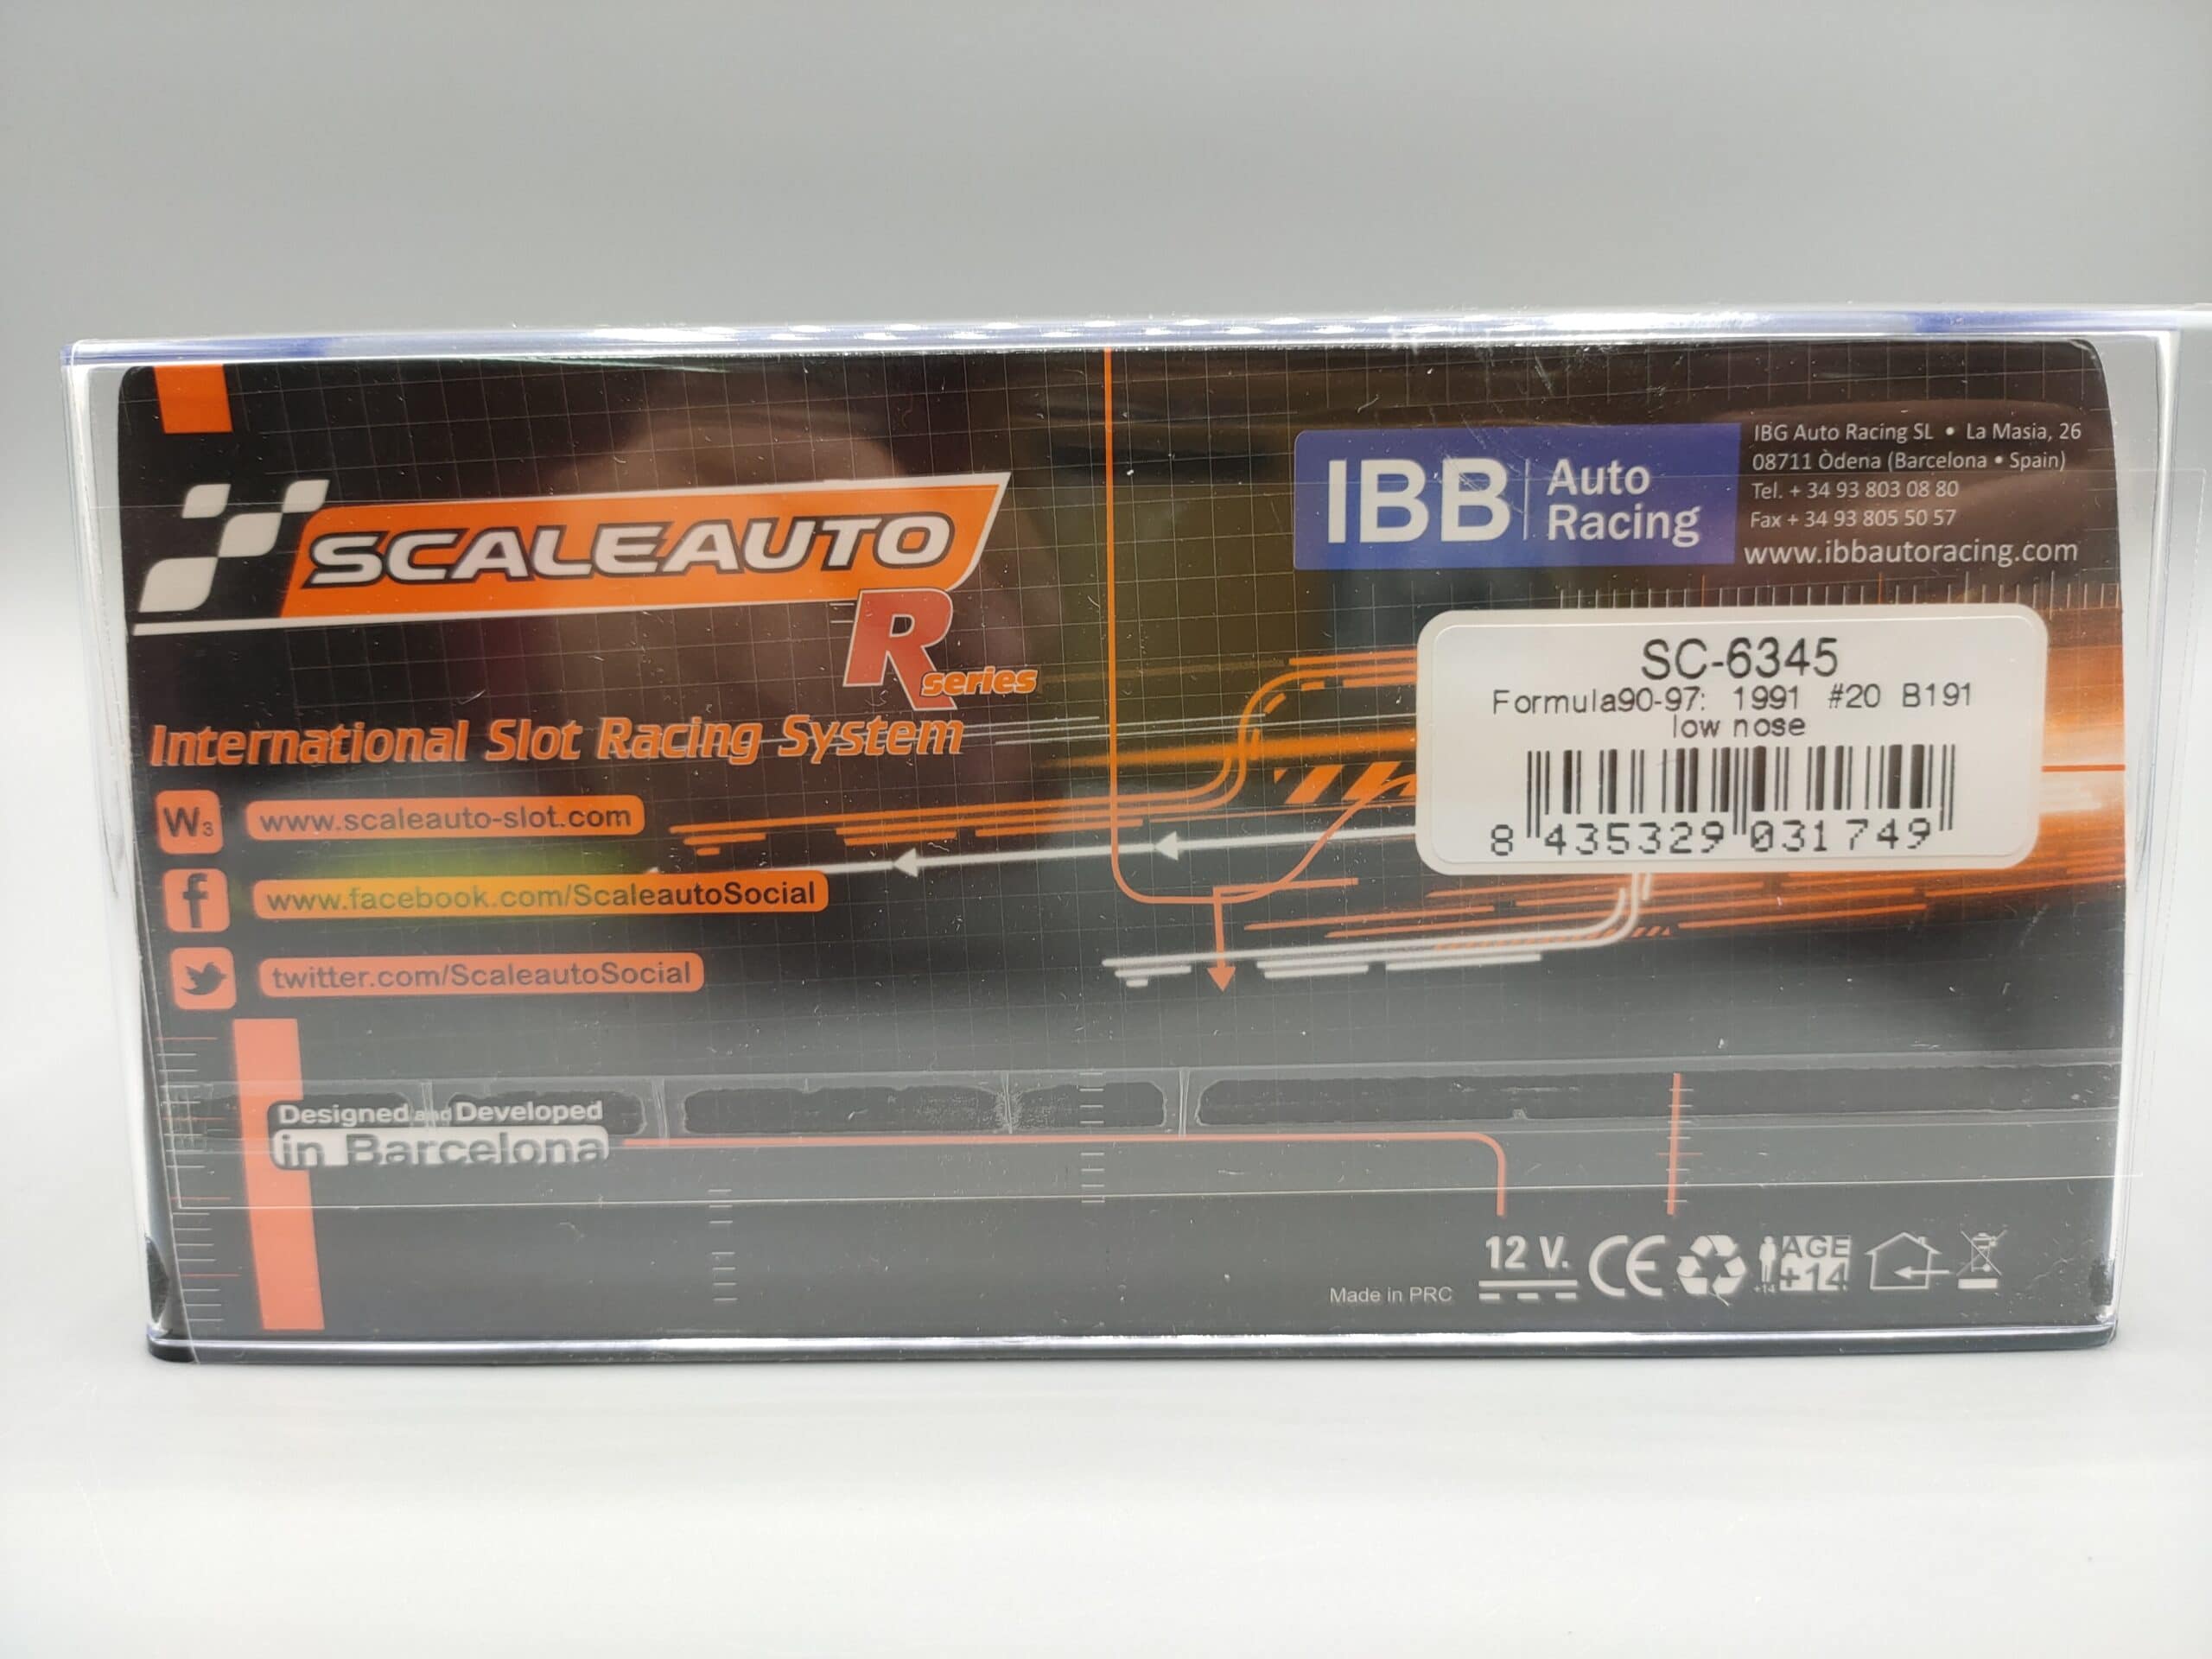 SCALEAUTO
R series
International Slot Racing System
W3 www.scaleauto-slot.com
f www.facebook.com/ScaleautoSocial
twitter.com/ScaleautoSocial
Designed and Developed
in Barcelona
IBB Auto Racing
IBG Auto Racing SL • La Masia, 26
08711 Òdena (Barcelona • Spain)
Tel. + 34 93 803 08 80
Fax + 34 93 805 50 57
www.ibbautoracing.com
SC-6345
Formula90-97: 1991 #20 B191
low nose
8 435329 031749
Made in PRC
12 V.
CE
+14
AGE
+14